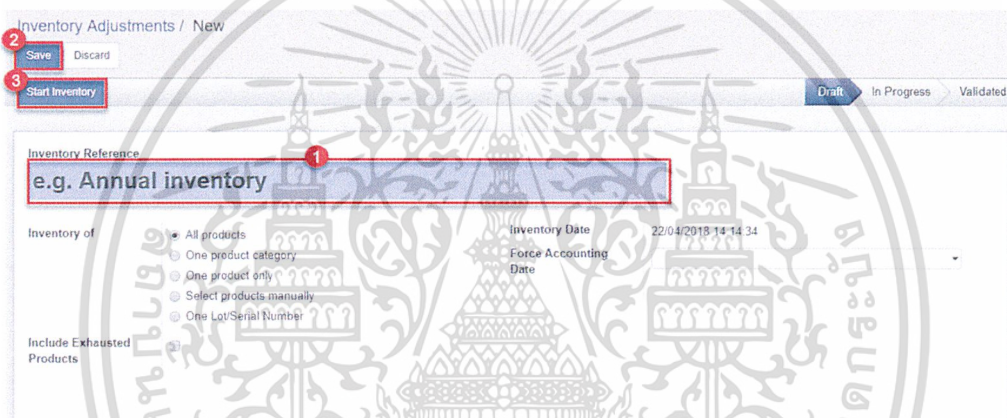 Inventory Adjustments / New
2
Save Discard
3
Start Inventory
Draft In Progress Validated
Inventory Reference
1
e.g. Annual inventory
Inventory of
All products
One product category
One product only
Select products manually
One Lot/Serial Number
Inventory Date 22/04/2018 14:14:34
Force Accounting
Date
Include Exhausted
Products